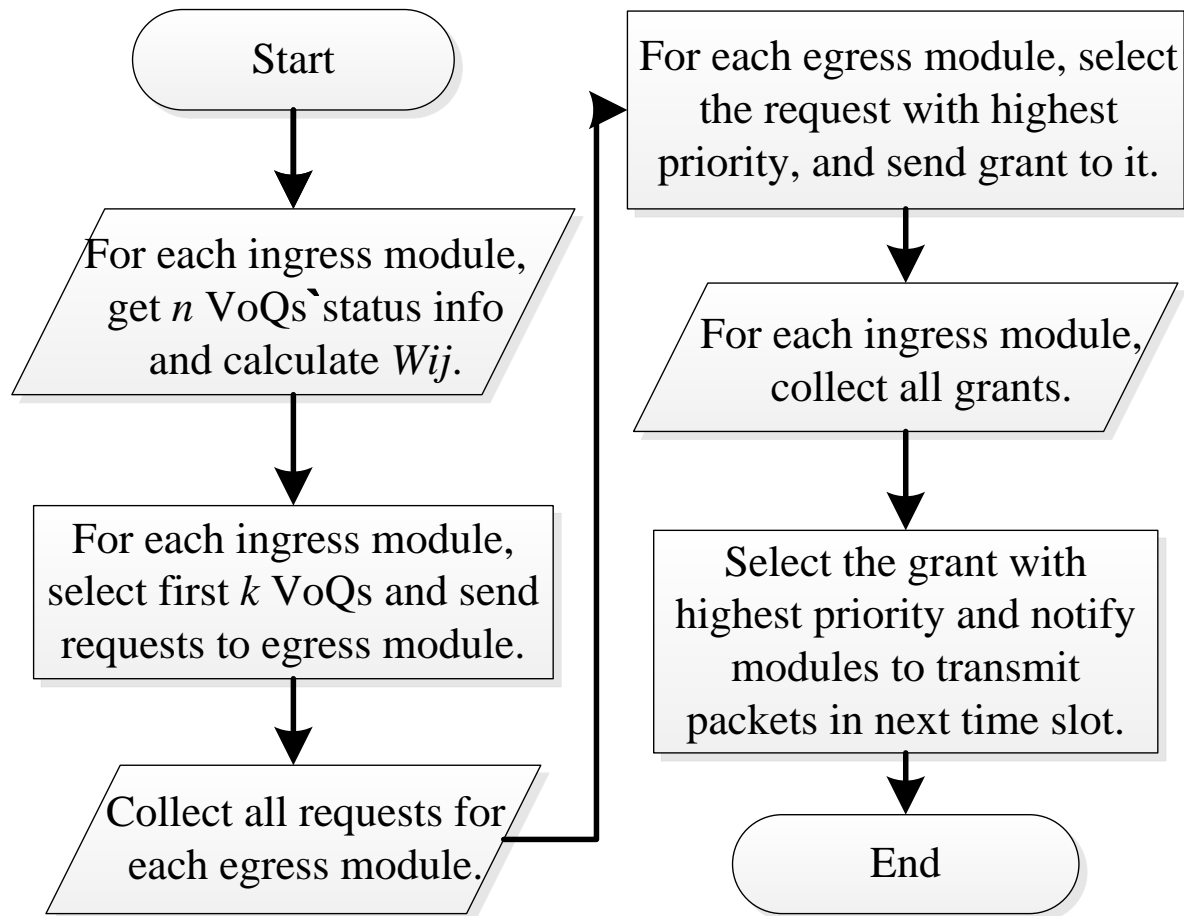 Start
For each ingress module,
get n VoQs`status info
and calculate Wij.
For each ingress module,
select first k VoQs and send
requests to egress module.
Collect all requests for
each egress module.
For each egress module, select
the request with highest
priority, and send grant to it.
For each ingress module,
collect all grants.
Select the grant with
highest priority and notify
modules to transmit
packets in next time slot.
End